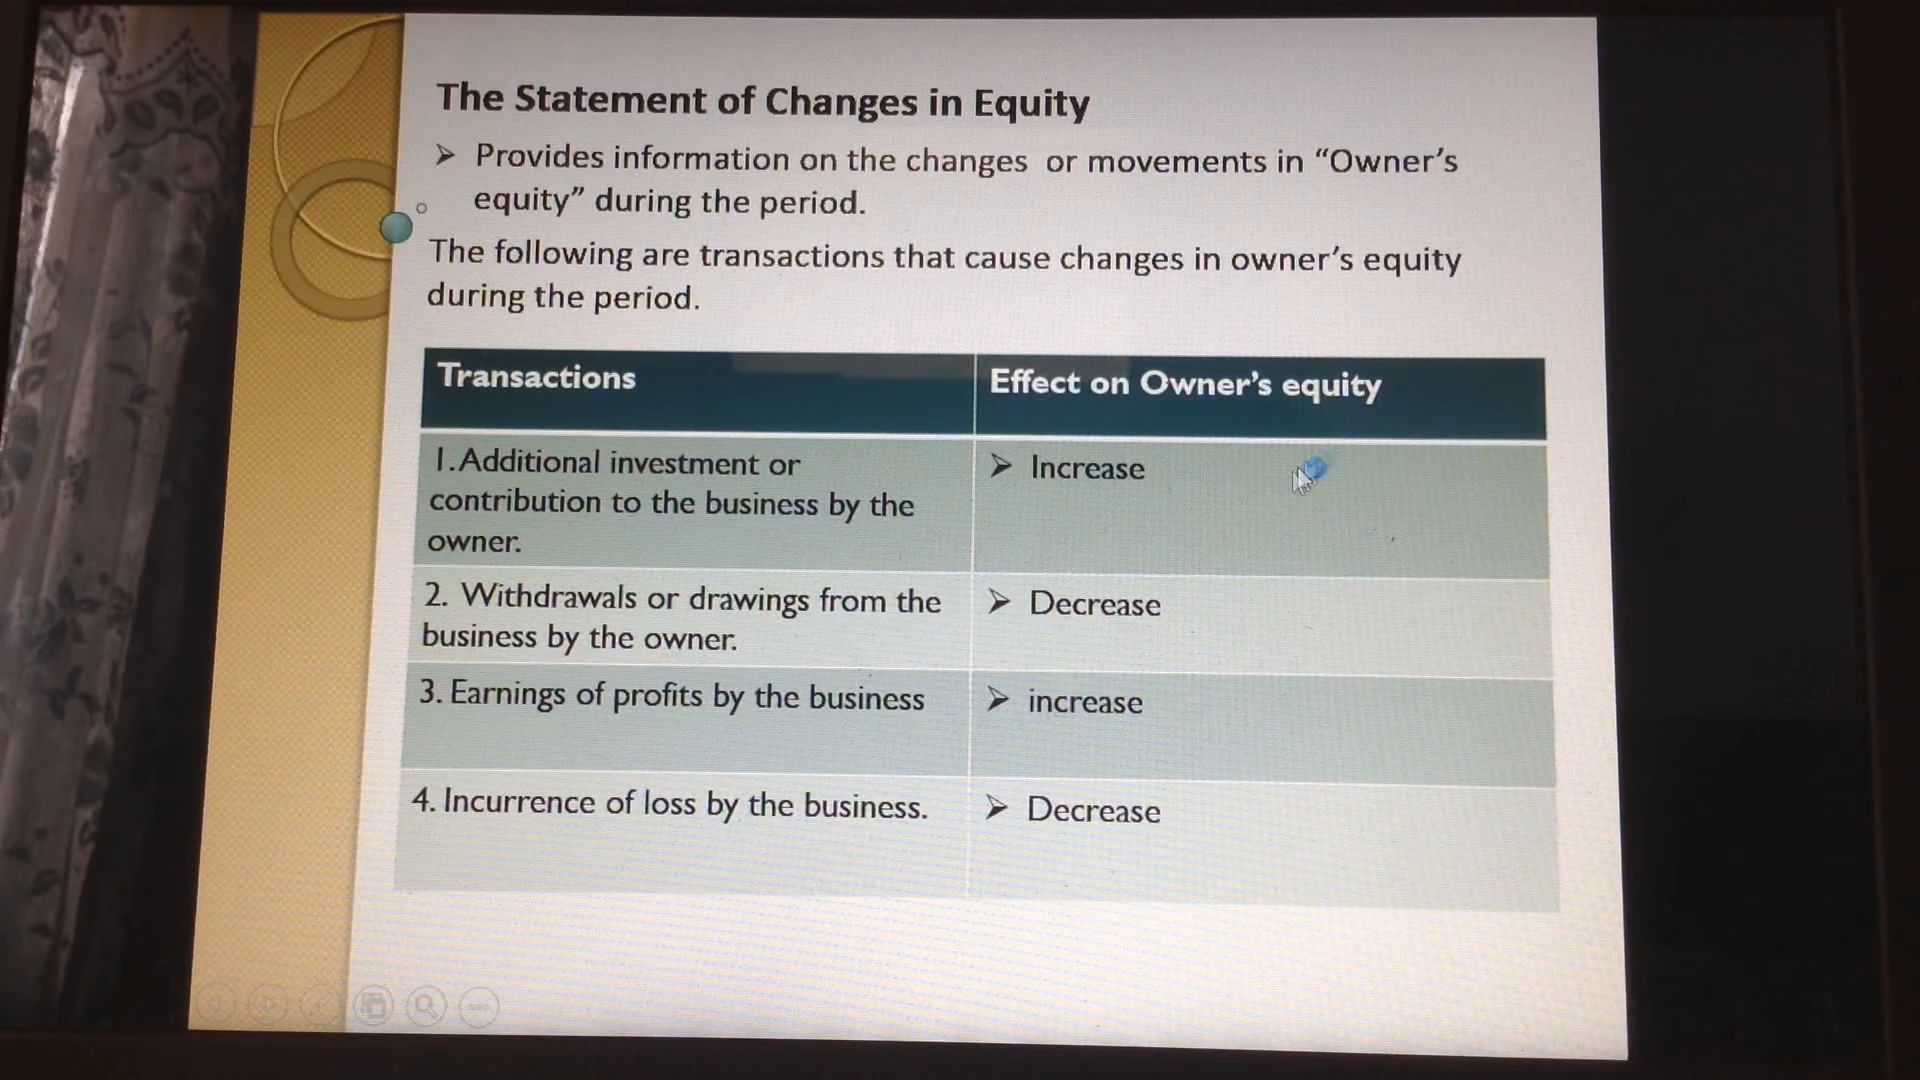 The Statement of Changes in Equity
➢ Provides information on the changes or movements in “Owner’s
equity” during the period.
The following are transactions that cause changes in owner’s equity
during the period.
Transactions
Effect on Owner’s equity
1. Additional investment or
contribution to the business by the
owner.
➢ Increase
2. Withdrawals or drawings from the
business by the owner.
➢ Decrease
3. Earnings of profits by the business
➢ increase
4. Incurrence of loss by the business.
➢ Decrease